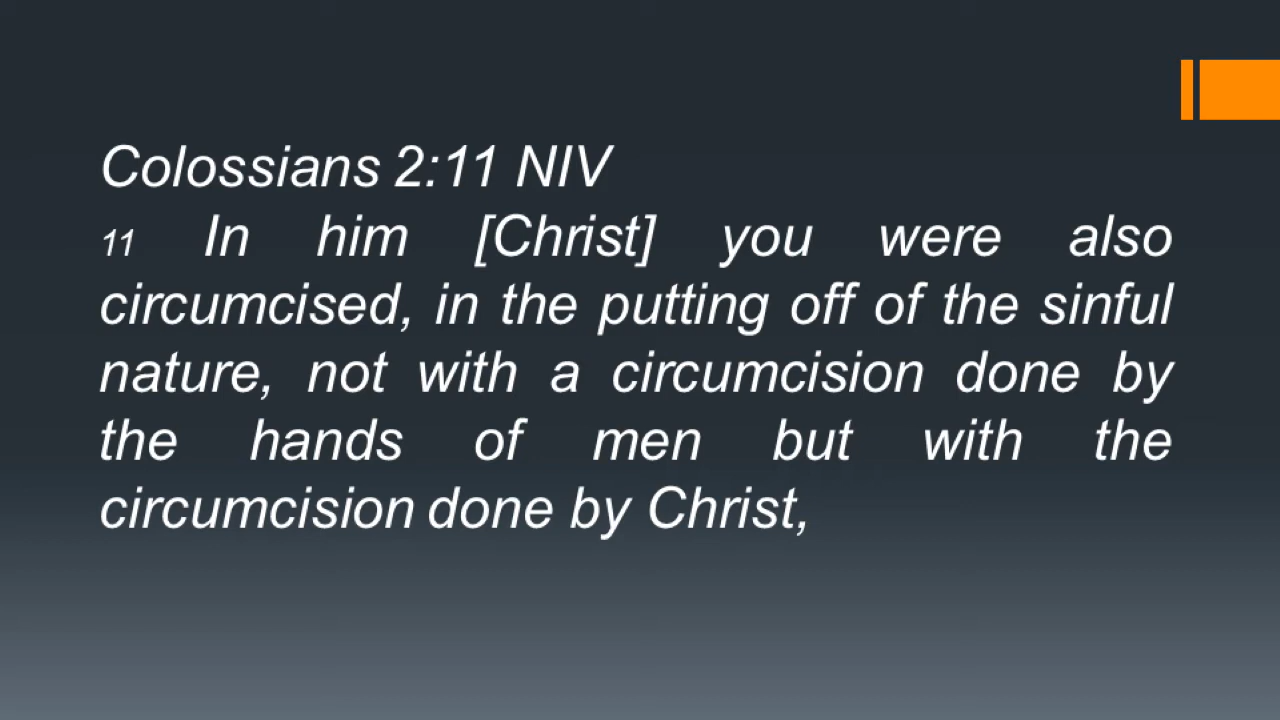 Colossians 2:11 NIV
11 In him [Christ] you were also
circumcised, in the putting off of the sinful
nature, not with a circumcision done by
the hands of men but with the
circumcision done by Christ,